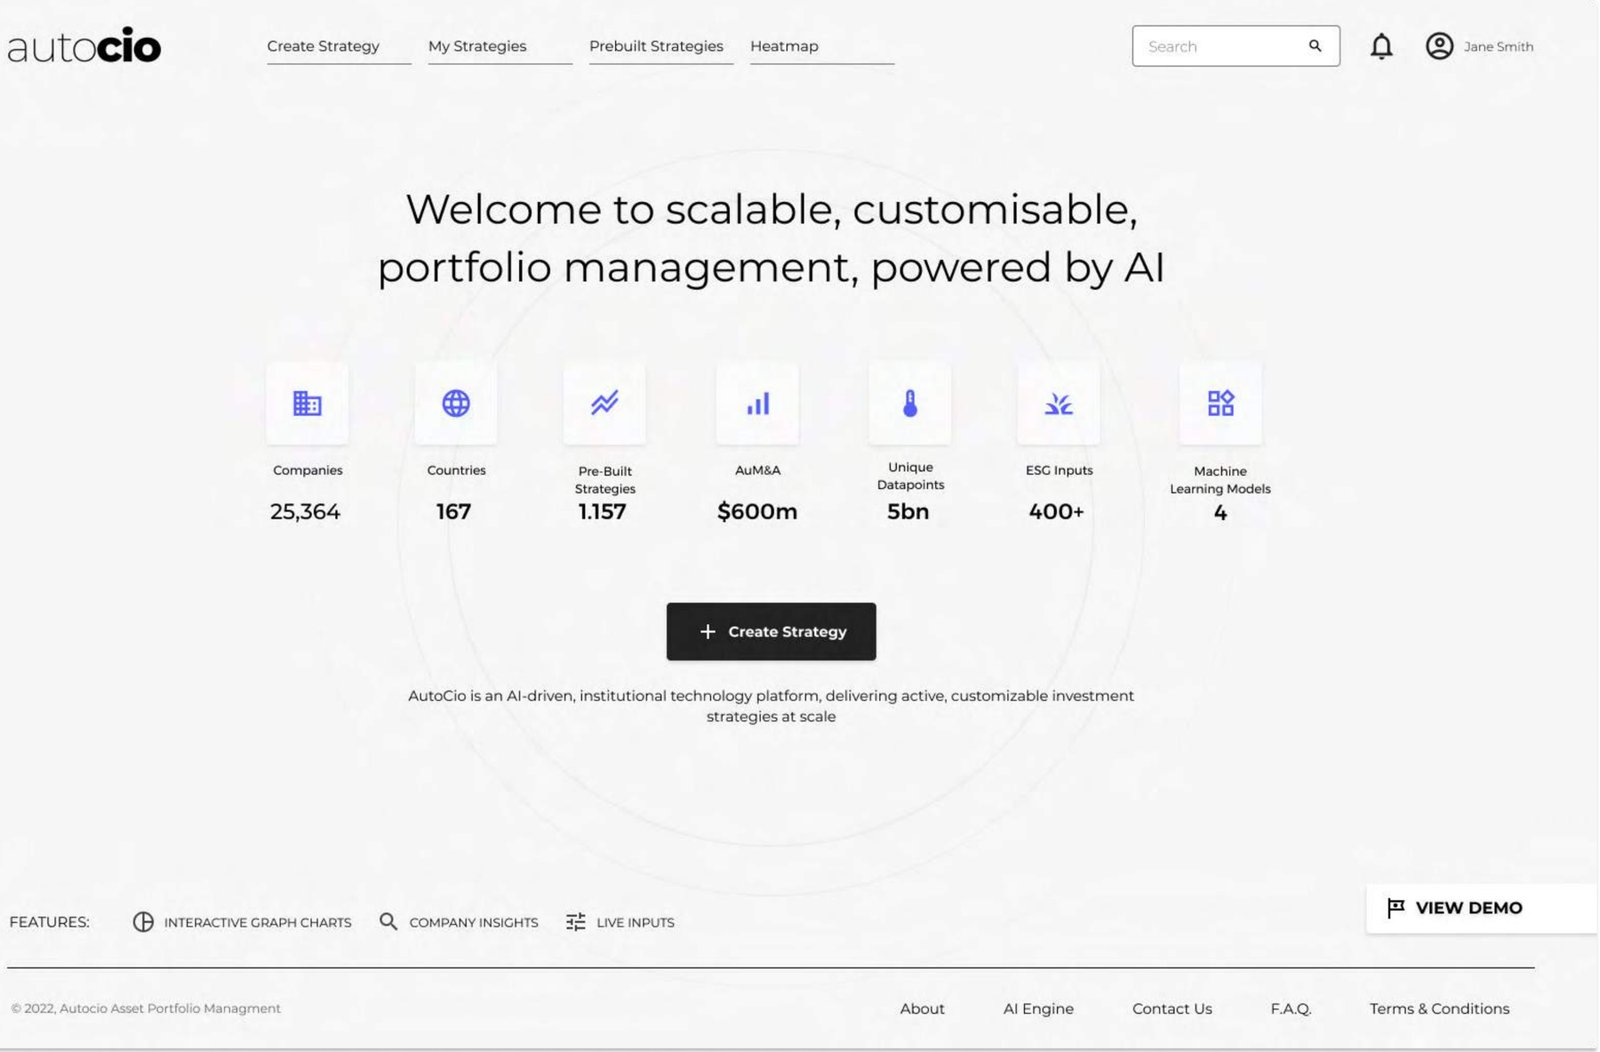 autocio
Create Strategy
My Strategies
Prebuilt Strategies
Heatmap
Search
Jane Smith
Welcome to scalable, customisable,
portfolio management, powered by AI
Companies
25,364
Countries
167
Pre-Built
Strategies
1.157
AuM&A
$600m
Unique
Datapoints
5bn
ESG Inputs
400+
Machine
Learning Models
4
+ Create Strategy
AutoCio is an AI-driven, institutional technology platform, delivering active, customizable investment
strategies at scale
FEATURES:
INTERACTIVE GRAPH CHARTS
COMPANY INSIGHTS
LIVE INPUTS
VIEW DEMO
© 2022, Autocio Asset Portfolio Managment
About
AI Engine
Contact Us
F.A.Q.
Terms & Conditions